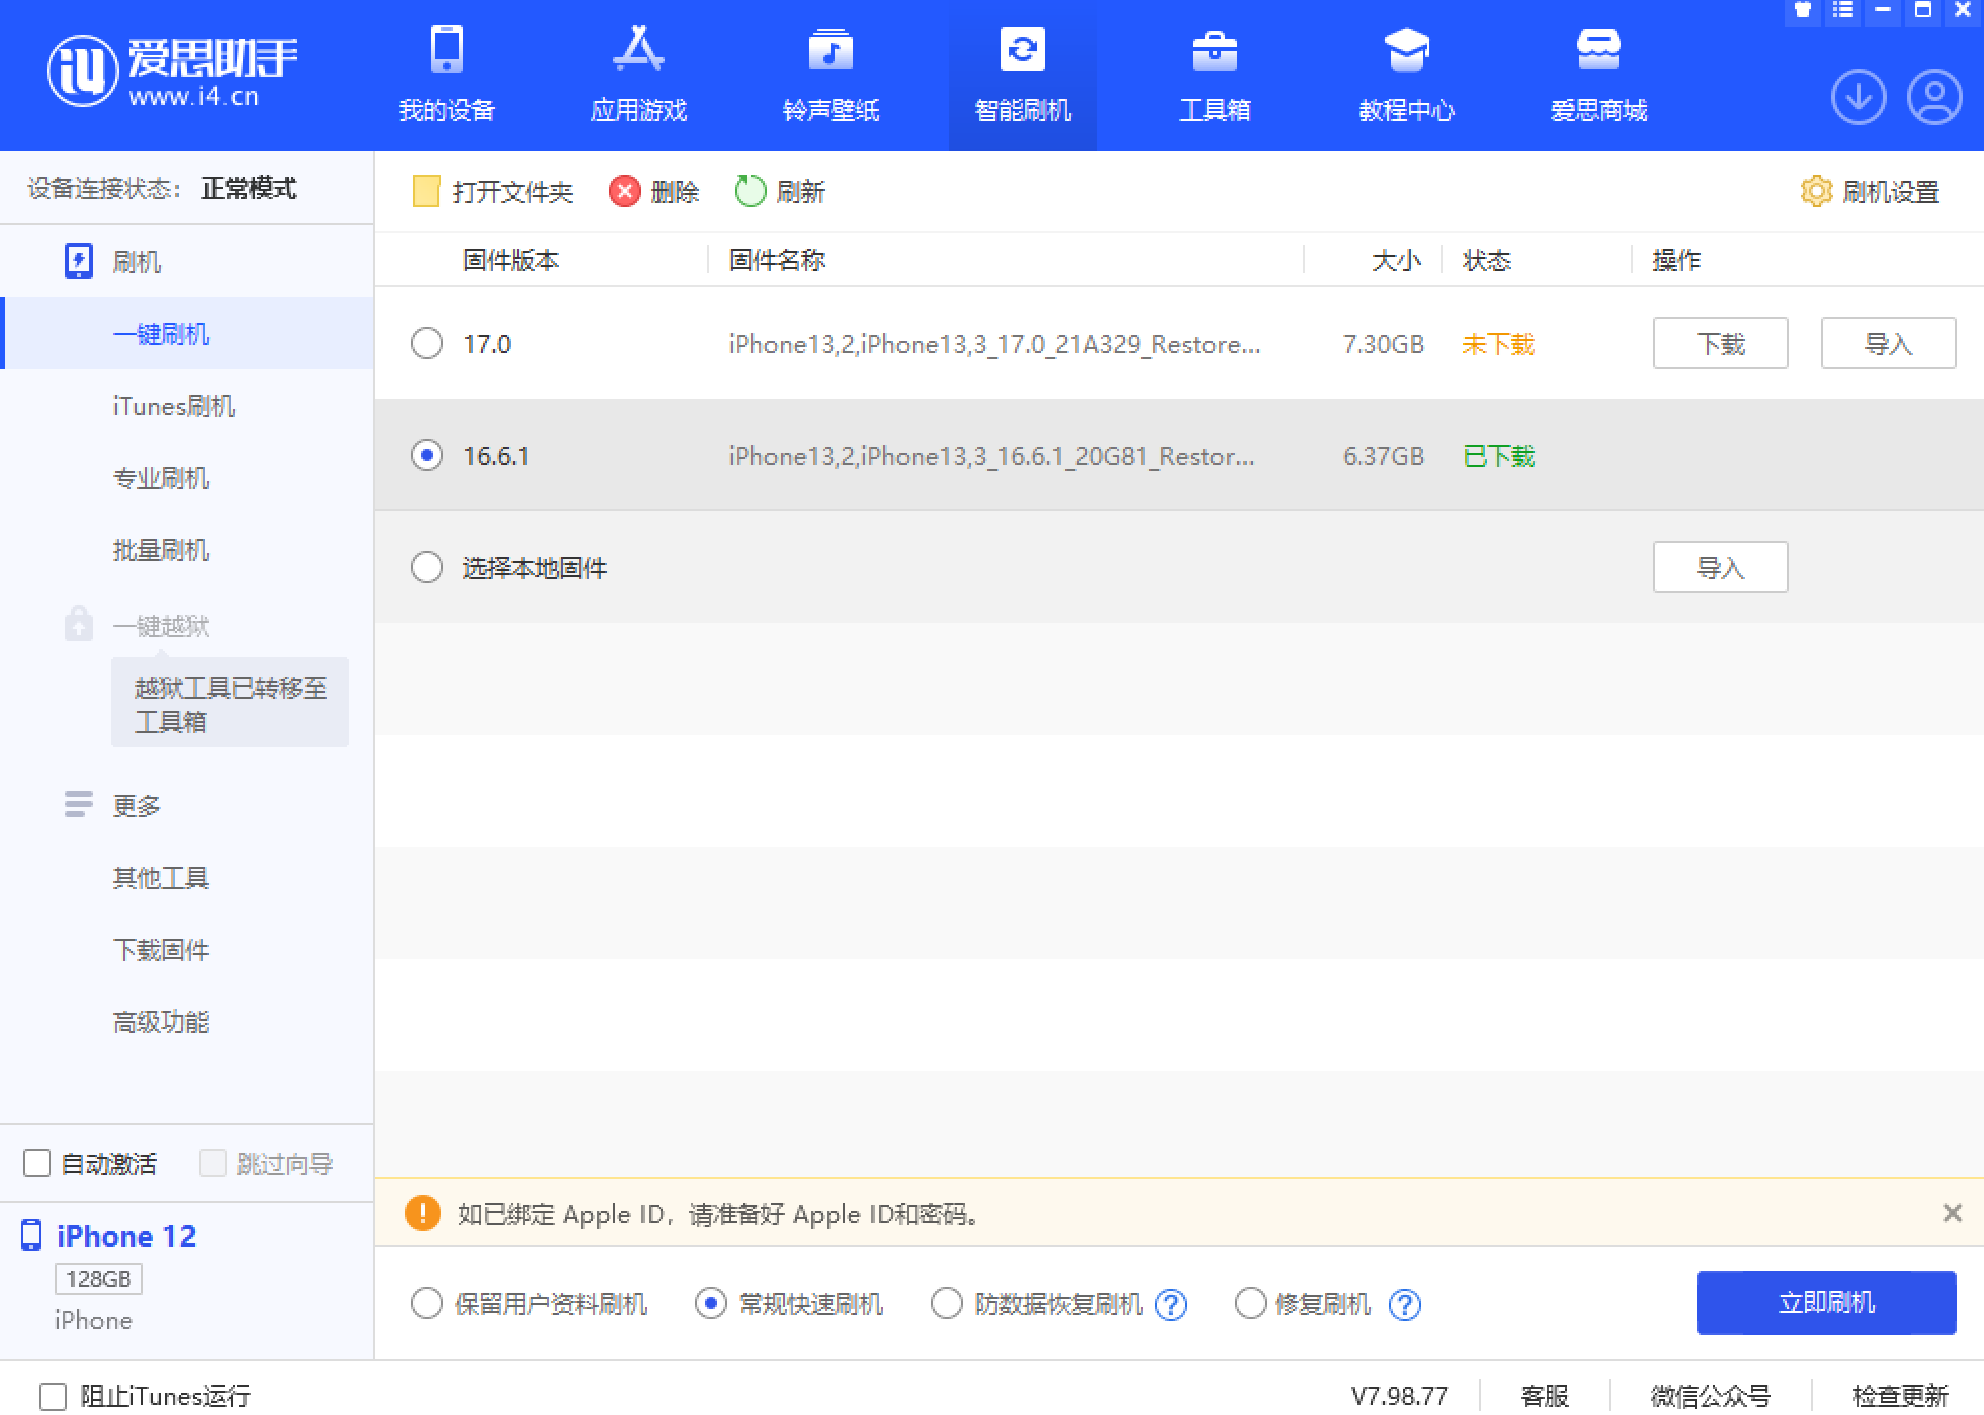 爱思助手
www.i4.cn
我的设备
应用游戏
铃声壁纸
智能刷机
工具箱
教程中心
爱思商城
设备连接状态： 正常模式
刷机
一键刷机
iTunes刷机
专业刷机
批量刷机
一键越狱
越狱工具已转移至
工具箱
更多
其他工具
下载固件
高级功能
自动激活 跳过向导
iPhone 12
128GB
iPhone
打开文件夹 删除 刷新 刷机设置
固件版本 固件名称 大小 状态 操作
17.0 iPhone13,2,iPhone13,3_17.0_21A329_Restore... 7.30GB 未下载 下载 导入
16.6.1 iPhone13,2,iPhone13,3_16.6.1_20G81_Restor... 6.37GB 已下载
选择本地固件 导入
如已绑定 Apple ID，请准备好 Apple ID和密码。
保留用户资料刷机 常规快速刷机 防数据恢复刷机 ? 修复刷机 ? 立即刷机
阻止iTunes运行 V7.98.77 客服 微信公众号 检查更新